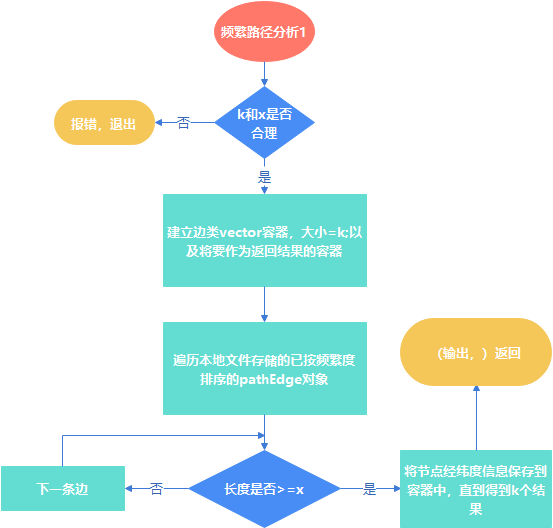 频繁路径分析1
k和x是否
合理
否
报错，退出
是
建立边类vector容器，大小=k;以
及将要作为返回结果的容器
遍历本地文件存储的已按频繁度
排序的pathEdge对象
（输出，）返回
长度是否>=x
否
下一条边
是
将节点经纬度信息保存到
容器中，直到得到k个结
果